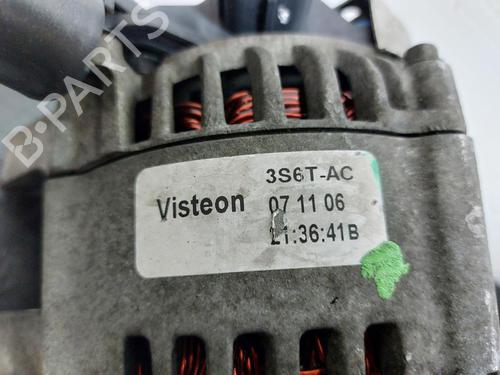 B-PARTS
3S6T-AC
Visteon 07 11 06
21:36:41B